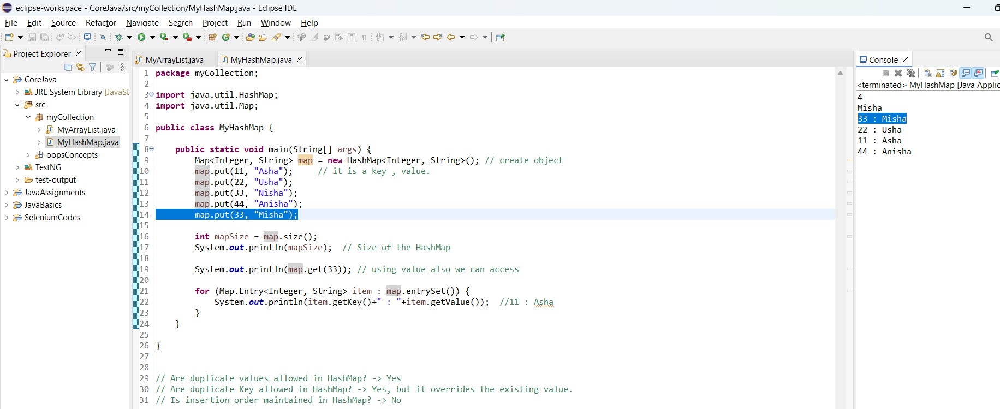 eclipse-workspace - CoreJava/src/myCollection/MyHashMap.java - Eclipse IDE
File Edit Source Refactor Navigate Search Project Run Window Help
Project Explorer
CoreJava
JRE System Library [JavaSE
src
myCollection
MyArrayList.java
MyHashMap.java
oopsConcepts
TestNG
test-output
JavaAssignments
JavaBasics
SeleniumCodes
MyArrayList.java MyHashMap.java
1 package myCollection;
2
3 import java.util.HashMap;
4 import java.util.Map;
5
6 public class MyHashMap {
7
8 public static void main(String[] args) {
9 Map<Integer, String> map = new HashMap<Integer, String>(); // create object
10 map.put(11, "Asha"); // it is a key , value.
11 map.put(22, "Usha");
12 map.put(33, "Nisha");
13 map.put(44, "Anisha");
14 map.put(33, "Misha");
15
16 int mapSize = map.size();
17 System.out.println(mapSize); // Size of the HashMap
18
19 System.out.println(map.get(33)); // using value also we can access
20
21 for (Map.Entry<Integer, String> item : map.entrySet()) {
22 System.out.println(item.getKey()+" : "+item.getValue()); //11 : Asha
23 }
24 }
25
26 }
27
28
29 // Are duplicate values allowed in HashMap? -> Yes
30 // Are duplicate Key allowed in HashMap? -> Yes, but it overrides the existing value.
31 // Is insertion order maintained in HashMap? -> No
Console
<terminated> MyHashMap [Java Applic
4
Misha
33 : Misha
22 : Usha
11 : Asha
44 : Anisha